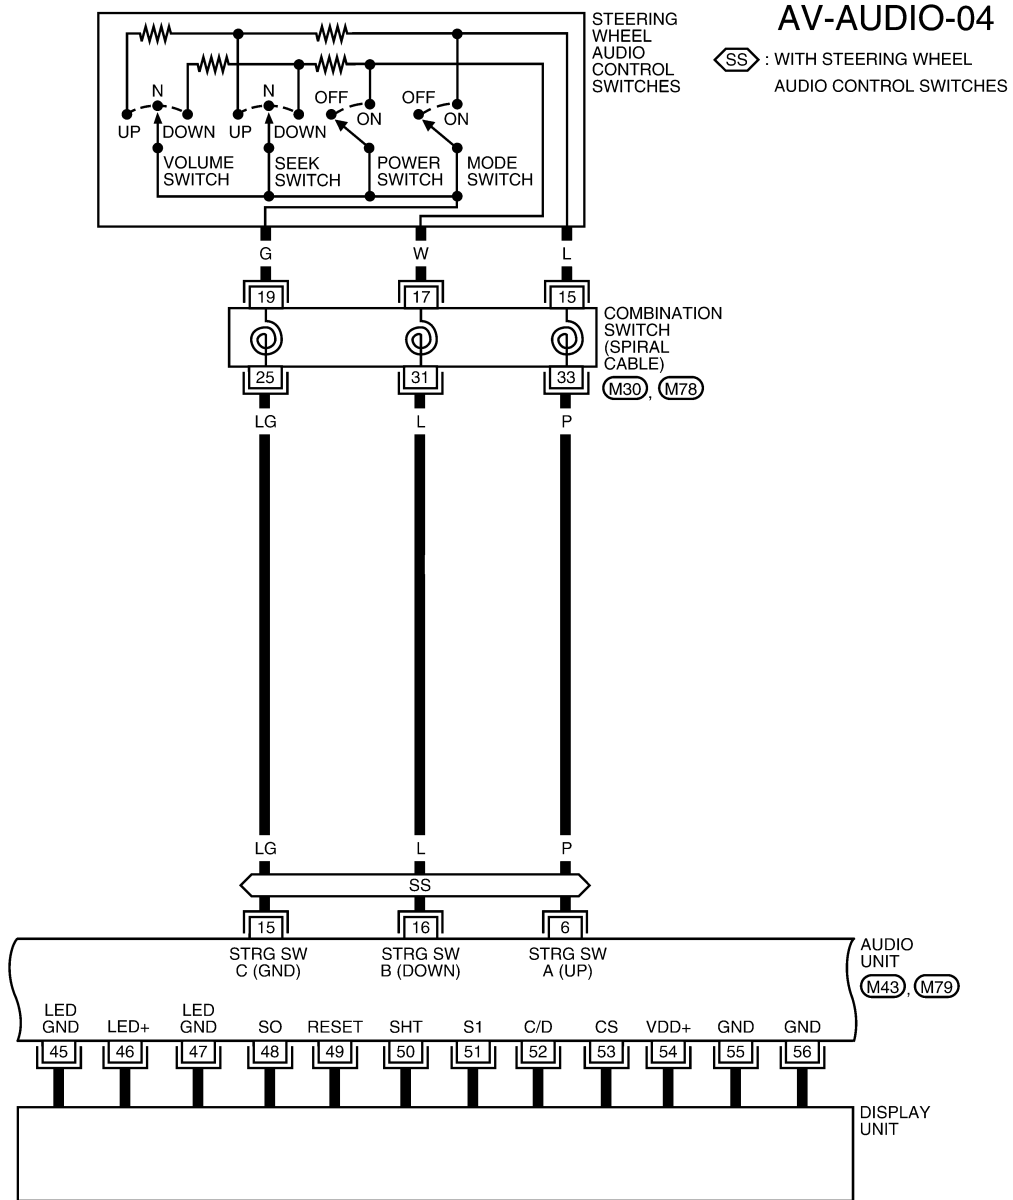 AV-AUDIO-04
SS : WITH STEERING WHEEL
AUDIO CONTROL SWITCHES
STEERING
WHEEL
AUDIO
CONTROL
SWITCHES
N N OFF OFF
UP DOWN UP DOWN ON ON
VOLUME
SWITCH
SEEK
SWITCH
POWER
SWITCH
MODE
SWITCH
G W L
19 17 15
COMBINATION
SWITCH
(SPIRAL
CABLE)
M30 , M78
25 31 33
LG L P
LG L P
SS
15 16 6
STRG SW
C (GND)
STRG SW
B (DOWN)
STRG SW
A (UP)
AUDIO
UNIT
M43 , M79
LED
GND
LED+
LED
GND
SO RESET SHT S1 C/D CS VDD+ GND GND
45 46 47 48 49 50 51 52 53 54 55 56
DISPLAY
UNIT